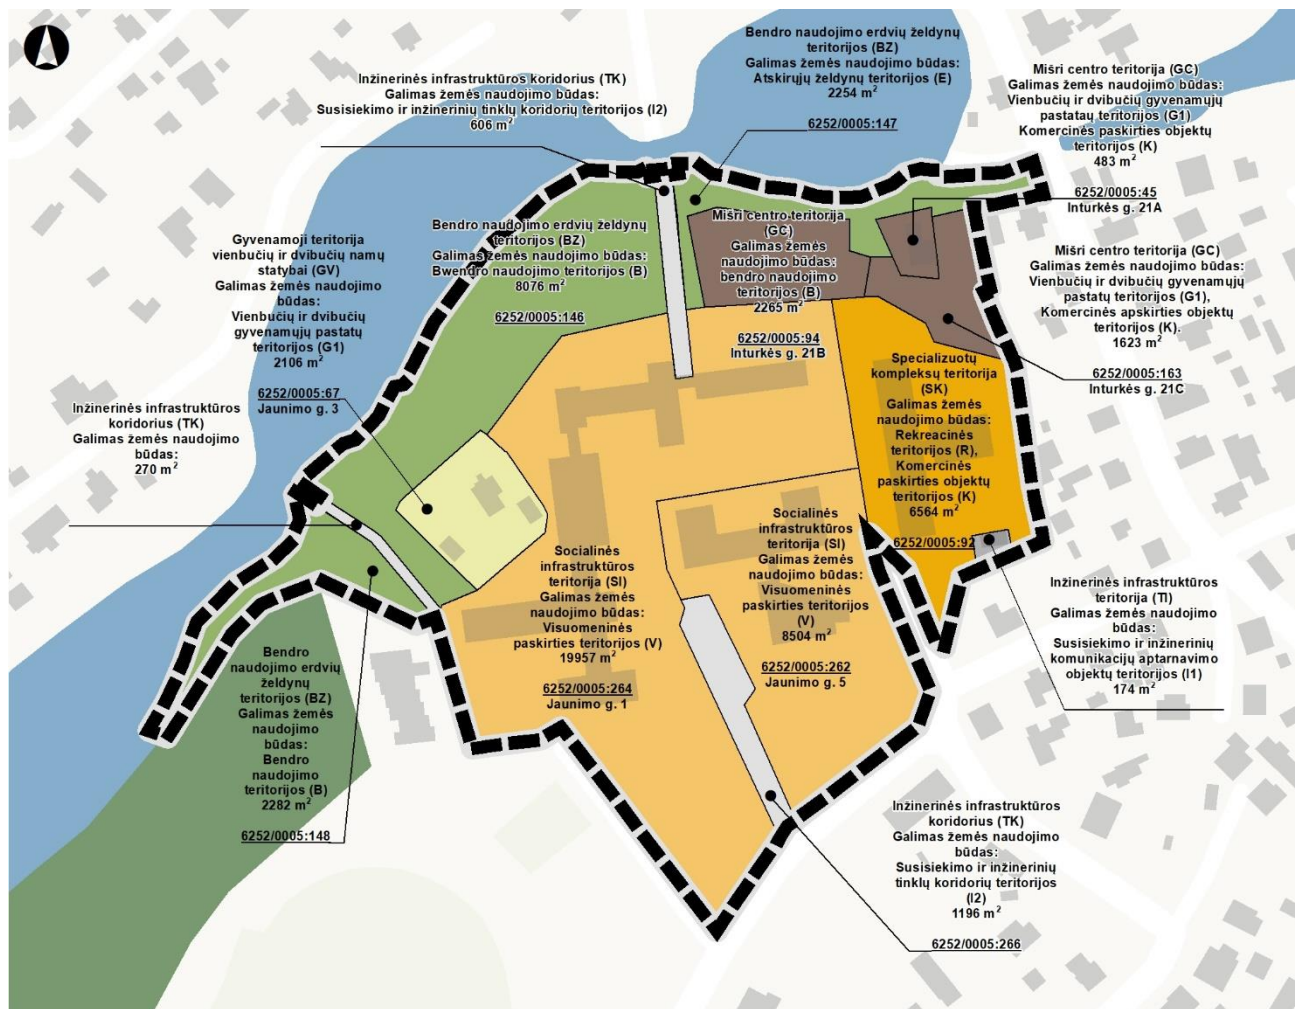 Inžinerinės infrastruktūros koridorius (TK)
Galimas žemės naudojimo būdas:
Susisiekimo ir inžinerinių tinklų koridorių teritorijos (I2)
606 m²
Bendro naudojimo erdvių želdynų
teritorijos (BZ)
Galimas žemės naudojimo būdas:
Atskirųjų želdynų teritorijos (E)
2254 m²
6252/0005:147
Mišri centro teritorija (GC)
Galimas žemės naudojimo būdas:
Vienbučių ir dvibučių gyvenamųjų
pastatų teritorijos (G1)
Komercinės paskirties objektų
teritorijos (K)
483 m²
6252/0005:45
Inturkės g. 21A
Mišri centro teritorija (GC)
Galimas žemės naudojimo būdas:
Vienbučių ir dvibučių gyvenamųjų
pastatų teritorijos (G1),
Komercinės apskirties objektų
teritorijos (K).
1623 m²
6252/0005:163
Inturkės g. 21C
Bendro naudojimo erdvių želdynų
teritorijos (BZ)
Galimas žemės naudojimo būdas:
Bwendro naudojimo teritorijos (B)
8076 m²
6252/0005:146
Mišri centro teritorija
(GC)
Galimas žemės
naudojimo būdas:
bendro naudojimo
teritorijos (B)
2265 m²
6252/0005:94
Inturkės g. 21B
Gyvenamoji teritorija
vienbučių ir dvibučių namų
statybai (GV)
Galimas žemės naudojimo
būdas:
Vienbučių ir dvibučių
gyvenamųjų pastatų
teritorijos (G1)
2106 m²
6252/0005:67
Jaunimo g. 3
Inžinerinės infrastruktūros
koridorius (TK)
Galimas žemės naudojimo
būdas:
270 m²
Specializuotų
kompleksų teritorija
(SK)
Galimas žemės
naudojimo būdas:
Rekreacinės
teritorijos (R),
Komercinės
paskirties objektų
teritorijos (K)
6564 m²
6252/0005:92
Socialinės
infrastruktūros
teritorija (SI)
Galimas žemės
naudojimo būdas:
Visuomeninės
paskirties teritorijos (V)
19957 m²
6252/0005:264
Jaunimo g. 1
Socialinės
infrastruktūros
teritorija (SI)
Galimas žemės
naudojimo būdas:
Visuomeninės
paskirties teritorijos
(V)
8504 m²
6252/0005:262
Jaunimo g. 5
Inžinerinės infrastruktūros
teritorija (TI)
Galimas žemės naudojimo
būdas:
Susisiekimo ir inžinerinių
komunikacijų aptarnavimo
objektų teritorijos (I1)
174 m²
Bendro
naudojimo erdvių
želdynų
teritorijos (BZ)
Galimas žemės
naudojimo
būdas:
Bendro
naudojimo
teritorijos (B)
2282 m²
6252/0005:148
Inžinerinės infrastruktūros
koridorius (TK)
Galimas žemės naudojimo
būdas:
Susisiekimo ir inžinerinių
tinklų koridorių teritorijos
(I2)
1196 m²
6252/0005:266